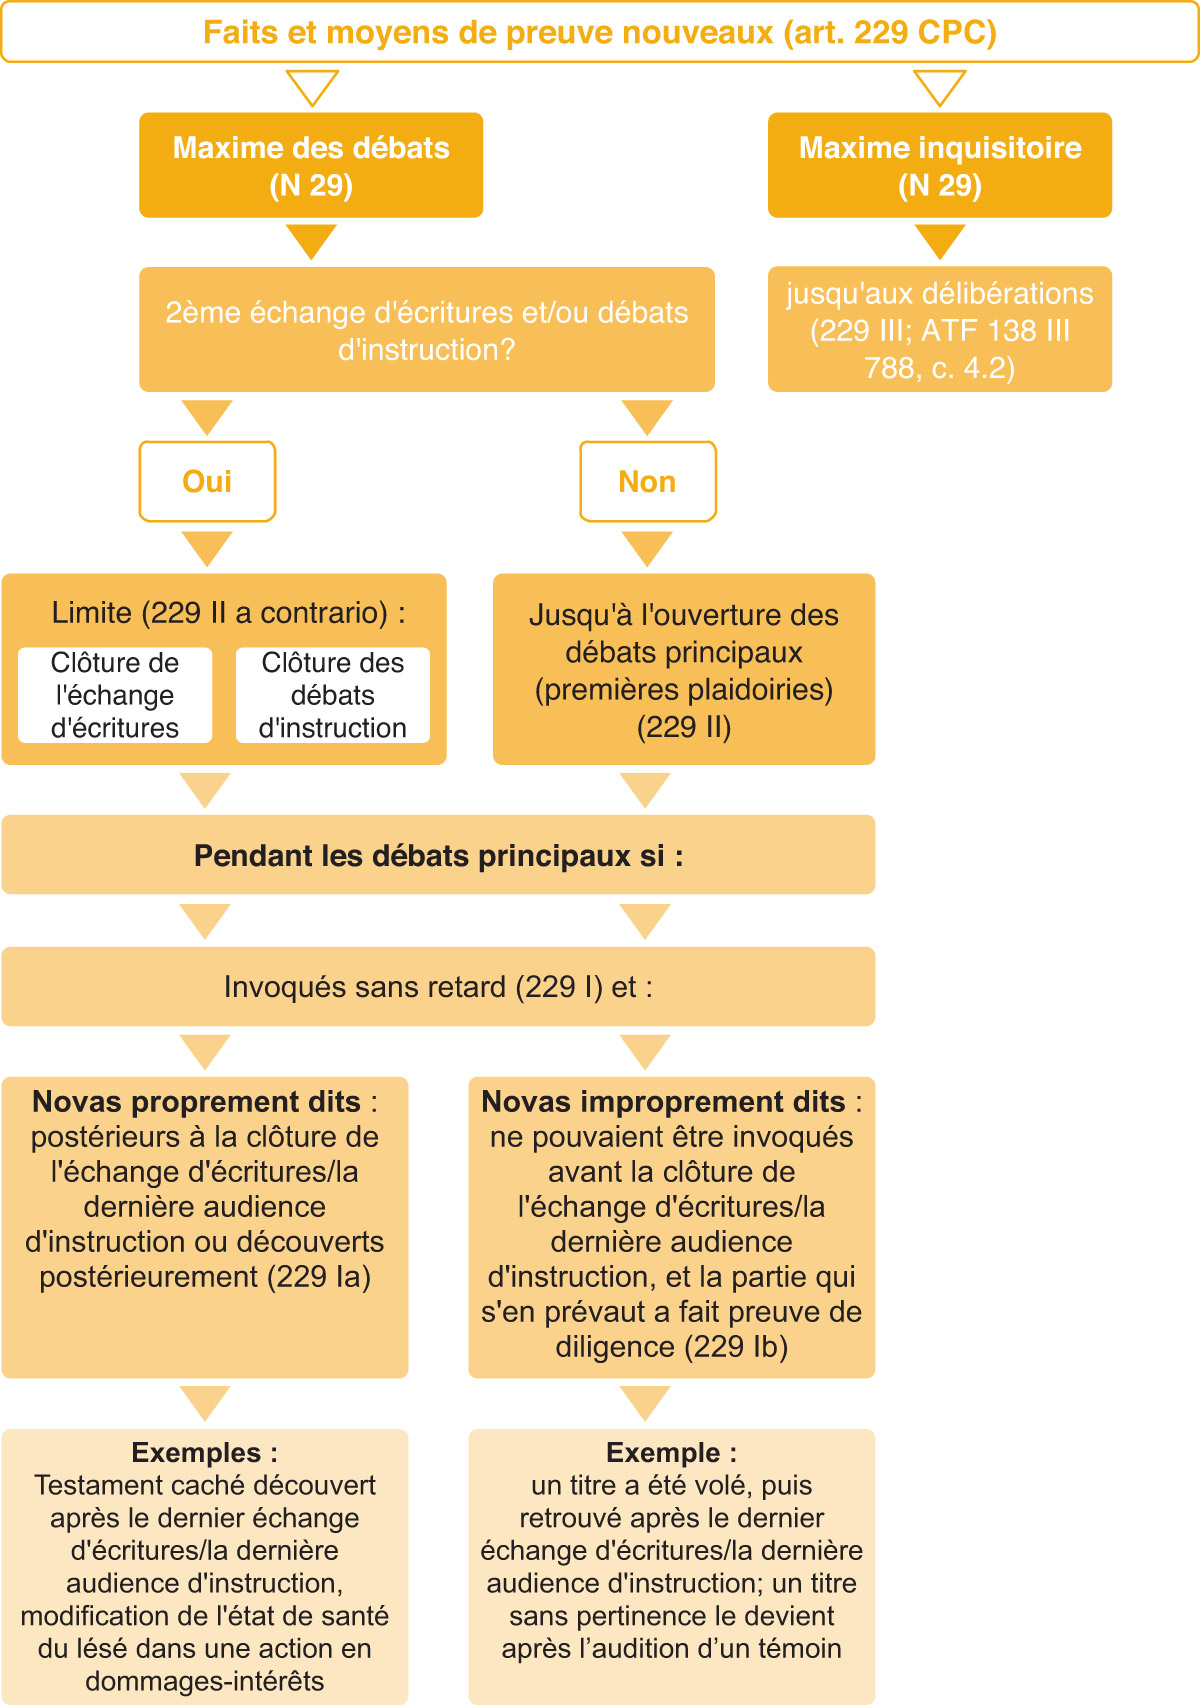 Faits et moyens de preuve nouveaux (art. 229 CPC)
Maxime des débats
(N 29)
Maxime inquisitoire
(N 29)
2ème échange d'écritures et/ou débats
d'instruction?
jusqu'aux délibérations
(229 III; ATF 138 III
788, c. 4.2)
Oui
Non
Limite (229 II a contrario) :
Clôture de
l'échange
d'écritures
Clôture des
débats
d'instruction
Jusqu'à l'ouverture des
débats principaux
(premières plaidoiries)
(229 II)
Pendant les débats principaux si :
Invoqués sans retard (229 I) et :
Novas proprement dits :
postérieurs à la clôture de
l'échange d'écritures/la
dernière audience
d'instruction ou découverts
postérieurement (229 Ia)
Novas improprement dits :
ne pouvaient être invoqués
avant la clôture de
l'échange d'écritures/la
dernière audience
d'instruction, et la partie qui
s'en prévaut a fait preuve de
diligence (229 Ib)
Exemples :
Testament caché découvert
après le dernier échange
d'écritures/la dernière
audience d'instruction,
modification de l'état de santé
du lésé dans une action en
dommages-intérêts
Exemple :
un titre a été volé, puis
retrouvé après le dernier
échange d'écritures/la dernière
audience d'instruction; un titre
sans pertinence le devient
après l’audition d’un témoin